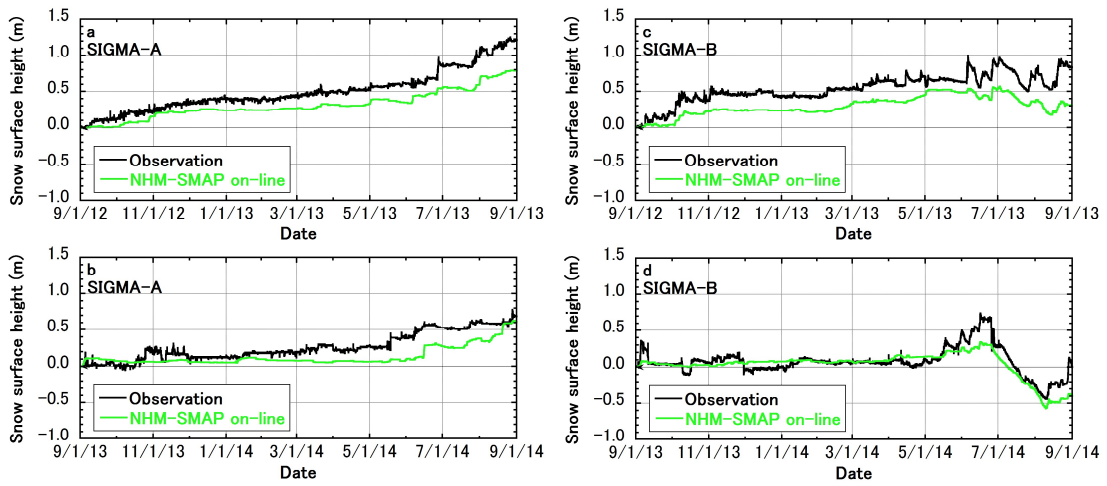 a
SIGMA-A
Snow surface height (m)
1.5
1.0
0.5
0.0
-0.5
-1.0
Observation
NHM-SMAP on-line
9/1/12 11/1/12 1/1/13 3/1/13 5/1/13 7/1/13 9/1/13
Date
c
SIGMA-B
Snow surface height (m)
1.5
1.0
0.5
0.0
-0.5
-1.0
Observation
NHM-SMAP on-line
9/1/12 11/1/12 1/1/13 3/1/13 5/1/13 7/1/13 9/1/13
Date
b
SIGMA-A
Snow surface height (m)
1.5
1.0
0.5
0.0
-0.5
-1.0
Observation
NHM-SMAP on-line
9/1/13 11/1/13 1/1/14 3/1/14 5/1/14 7/1/14 9/1/14
Date
d
SIGMA-B
Snow surface height (m)
1.5
1.0
0.5
0.0
-0.5
-1.0
Observation
NHM-SMAP on-line
9/1/13 11/1/13 1/1/14 3/1/14 5/1/14 7/1/14 9/1/14
Date